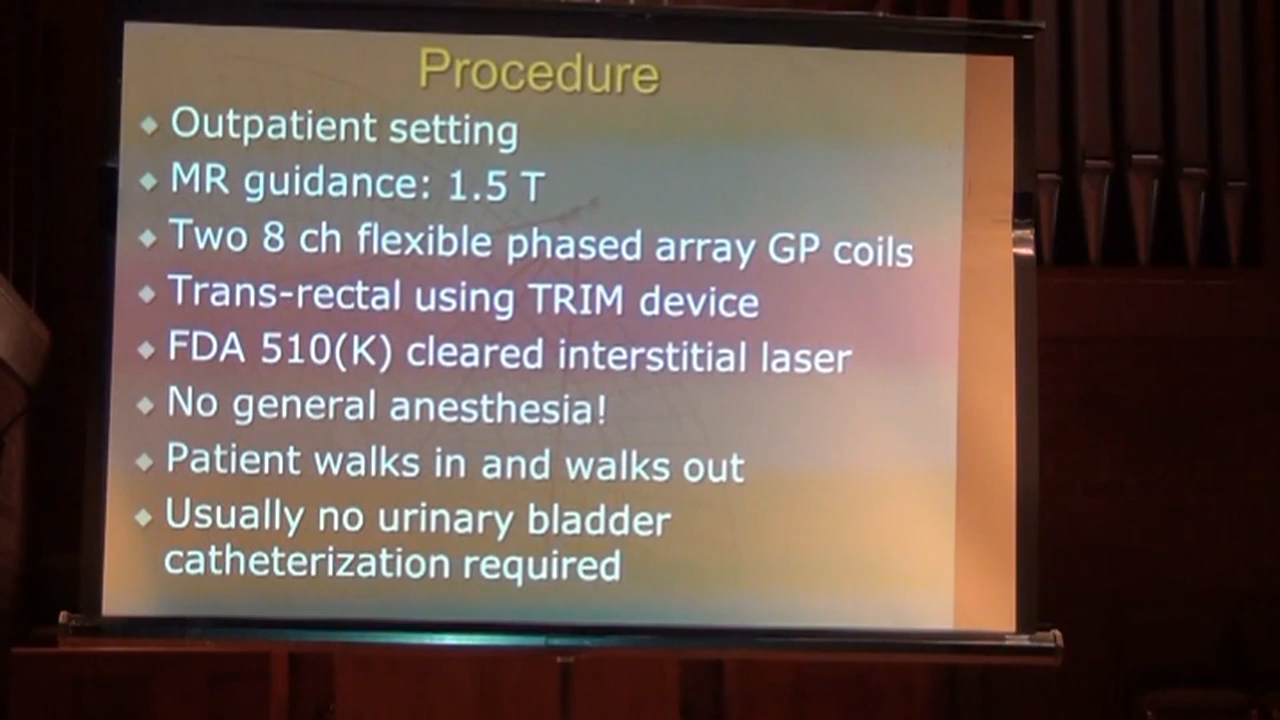 Procedure
Outpatient setting
MR guidance: 1.5 T
Two 8 ch flexible phased array GP coils
Trans-rectal using TRIM device
FDA 510(K) cleared interstitial laser
No general anesthesia!
Patient walks in and walks out
Usually no urinary bladder
catheterization required